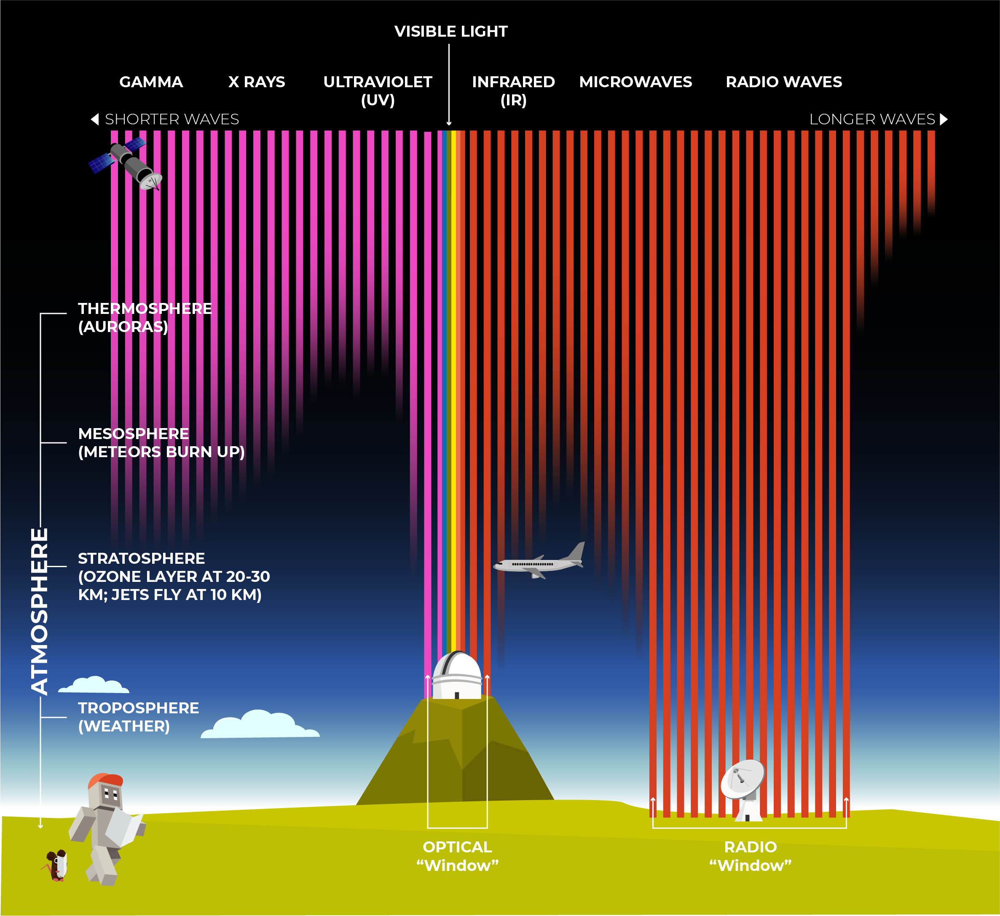 VISIBLE LIGHT
GAMMA
X RAYS
ULTRAVIOLET
(UV)
INFRARED
(IR)
MICROWAVES
RADIO WAVES
SHORTER WAVES
LONGER WAVES
THERMOSPHERE
(AURORAS)
MESOSPHERE
(METEORS BURN UP)
ATMOSPHERE
STRATOSPHERE
(OZONE LAYER AT 20-30
KM; JETS FLY AT 10 KM)
TROPOSPHERE
(WEATHER)
OPTICAL
“Window”
RADIO
“Window”